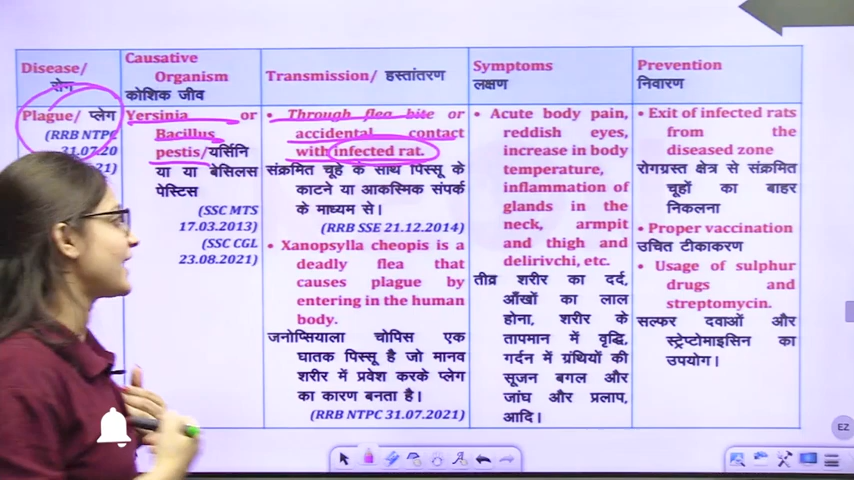 Disease/
रोग
Causative
Organism
कोशिक जीव
Transmission/ हस्तांतरण
Symptoms
लक्षण
Prevention
निवारण
Plague/ प्लेग
(RRB NTPC
31.07.20
21)
Yersinia or
Bacillus
pestis/यर्सिनि
या या बेसिलस
पेस्टिस
(SSC MTS
17.03.2013)
(SSC CGL
23.08.2021)
• Through flea bite or
accidental contact
with infected rat.
संक्रमित चूहे के साथ पिस्सू के
काटने या आकस्मिक संपर्क
के माध्यम से।
(RRB SSE 21.12.2014)
• Xanopsylla cheopis is a
deadly flea that
causes plague by
entering in the human
body.
जनोप्सियाला चोपिस एक
घातक पिस्सू है जो मानव
शरीर में प्रवेश करके प्लेग
का कारण बनता है।
(RRB NTPC 31.07.2021)
• Acute body pain,
reddish eyes,
increase in body
temperature,
inflammation of
glands in the
neck, armpit
and thigh and
delirivchi, etc.
तीव्र शरीर का दर्द,
आँखों का लाल
होना, शरीर के
तापमान में वृद्धि,
गर्दन में ग्रंथियों की
सूजन बगल और
जांघ और प्रलाप,
आदि।
• Exit of infected rats
from the
diseased zone
रोगग्रस्त क्षेत्र से संक्रमित
चूहों का बाहर
निकलना
• Proper vaccination
उचित टीकाकरण
• Usage of sulphur
drugs and
streptomycin.
सल्फर दवाओं और
स्ट्रेप्टोमाइसिन का
उपयोग।
EZ